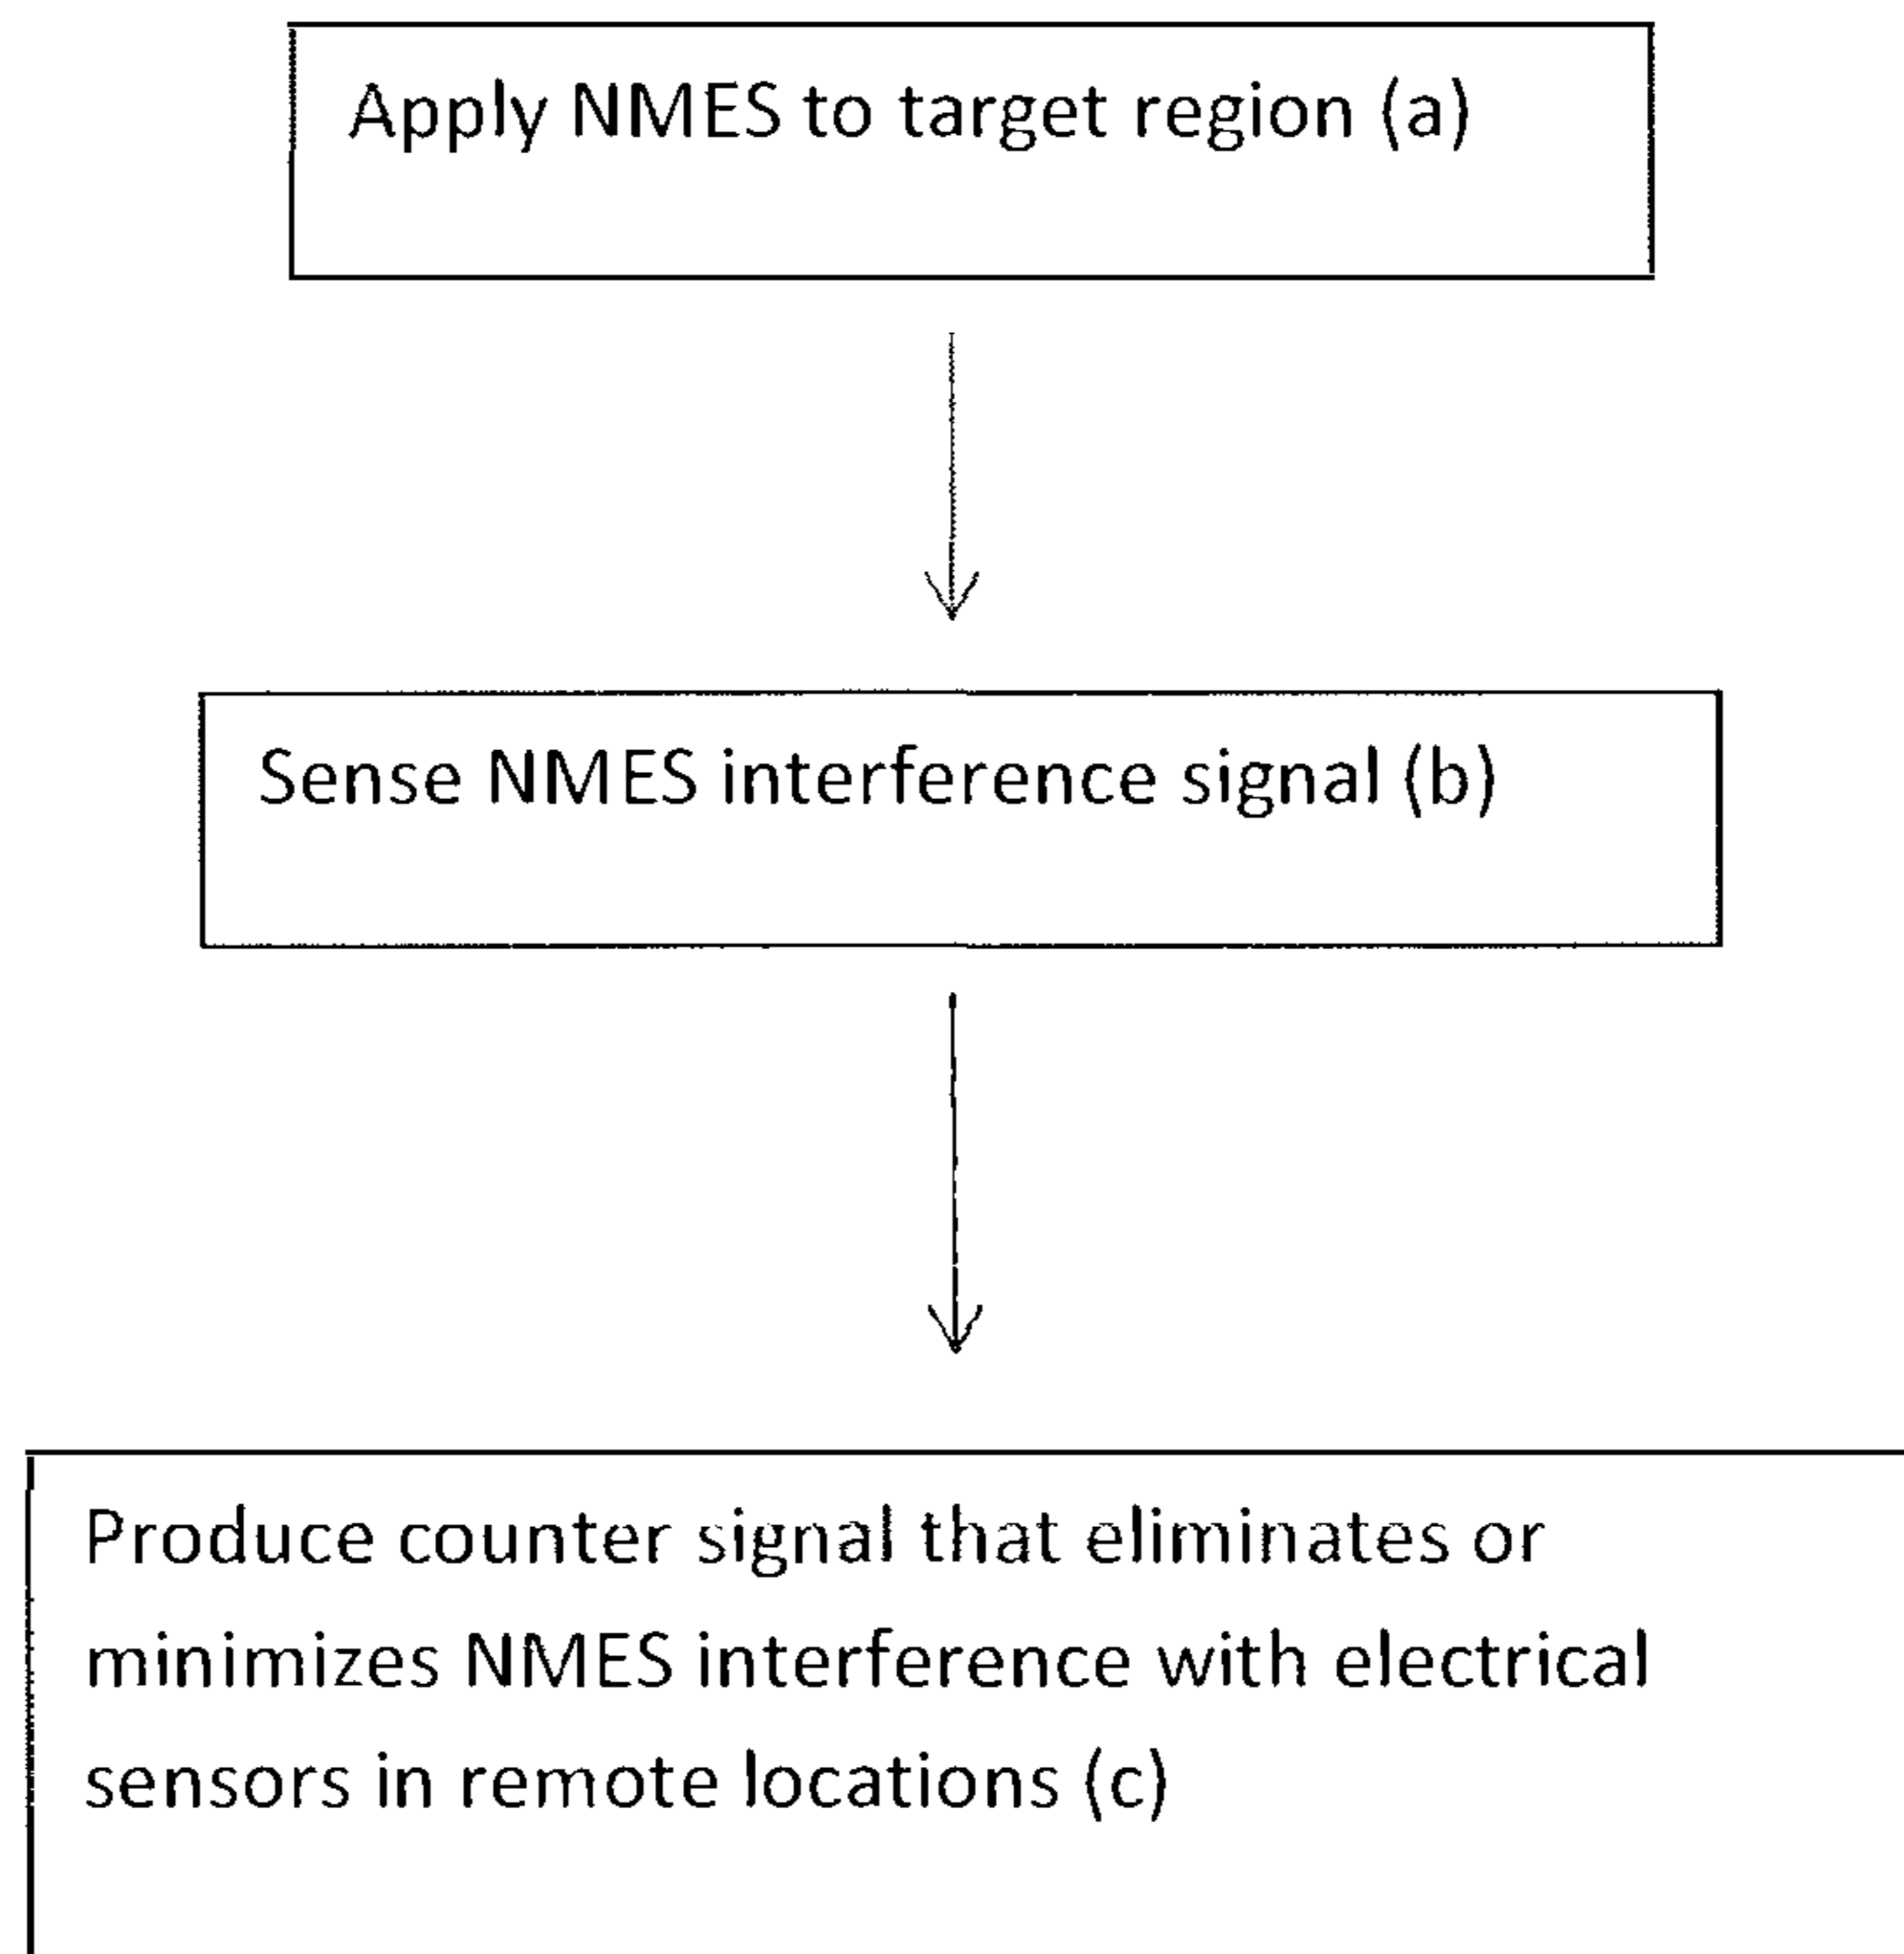 Apply NMES to target region (a)
Sense NMES interference signal (b)
Produce counter signal that eliminates or
minimizes NMES interference with electrical
sensors in remote locations (c)